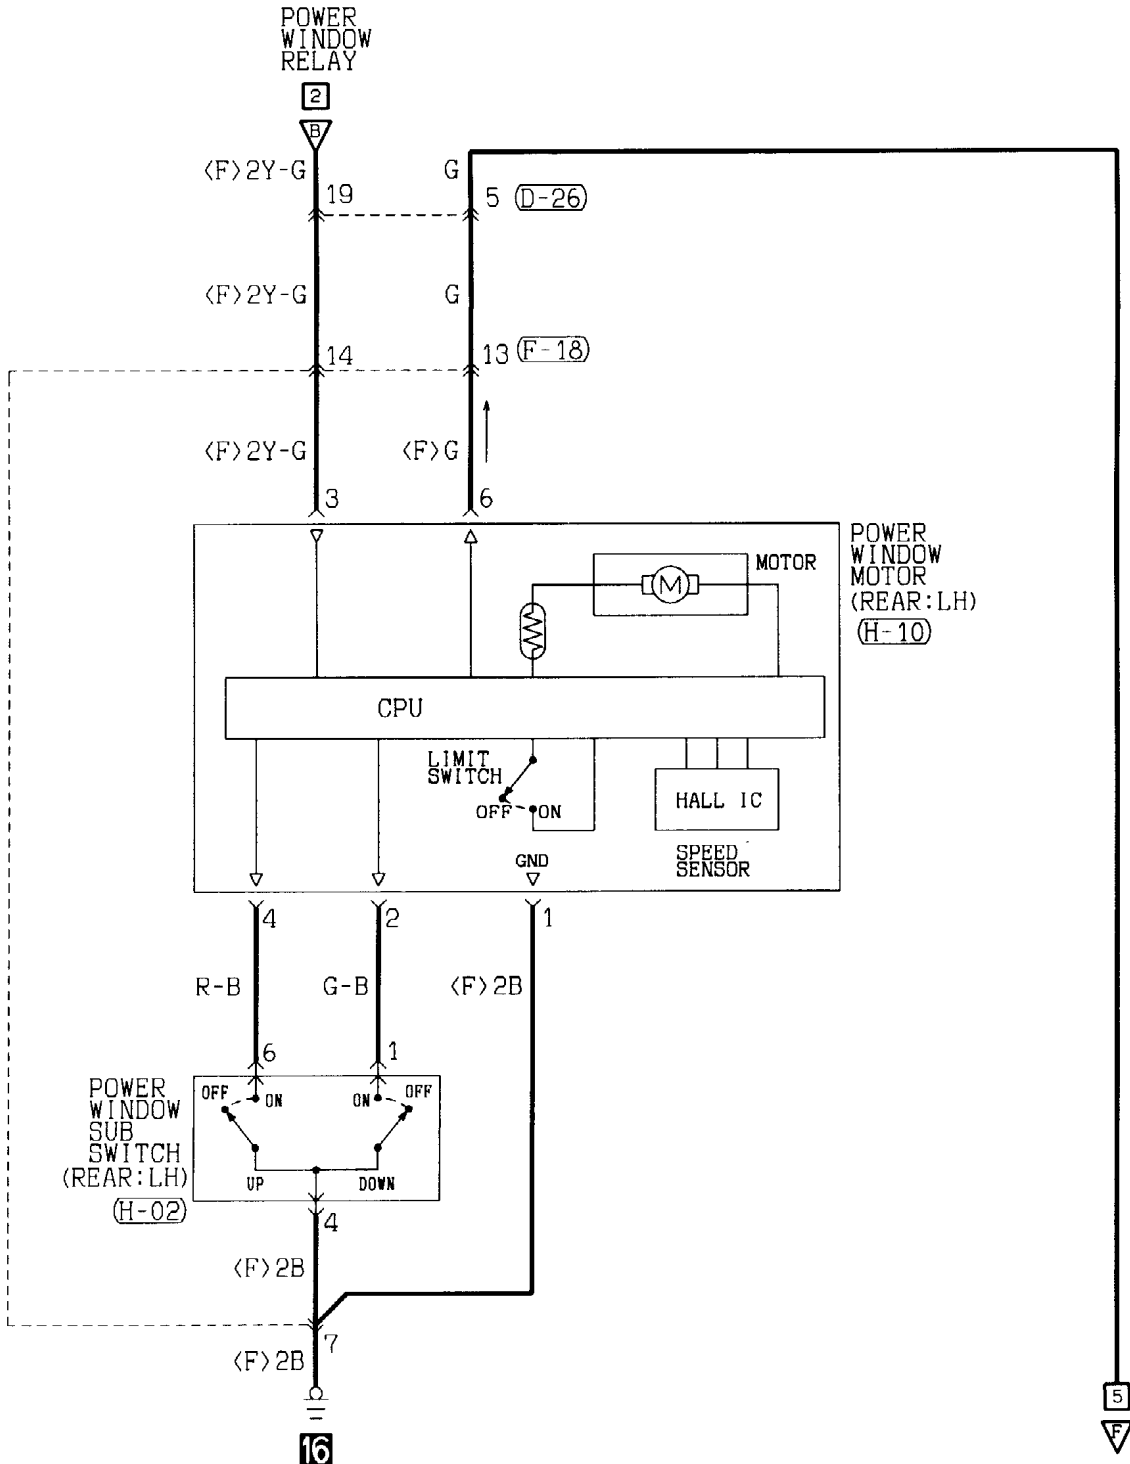 POWER
WINDOW
RELAY
2
B
<F>2Y-G
G
19
5 (D-26)
<F>2Y-G
G
14
13 (F-18)
<F>2Y-G
<F>G
3
6
POWER
WINDOW
MOTOR
(REAR:LH)
(H-10)
MOTOR
M
CPU
LIMIT
SWITCH
OFF
ON
HALL IC
GND
SPEED
SENSOR
4
2
1
R-B
G-B
<F>2B
6
1
POWER
WINDOW
SUB
SWITCH
(REAR:LH)
(H-02)
OFF
ON
ON
OFF
UP
DOWN
4
<F>2B
7
<F>2B
16
5
F